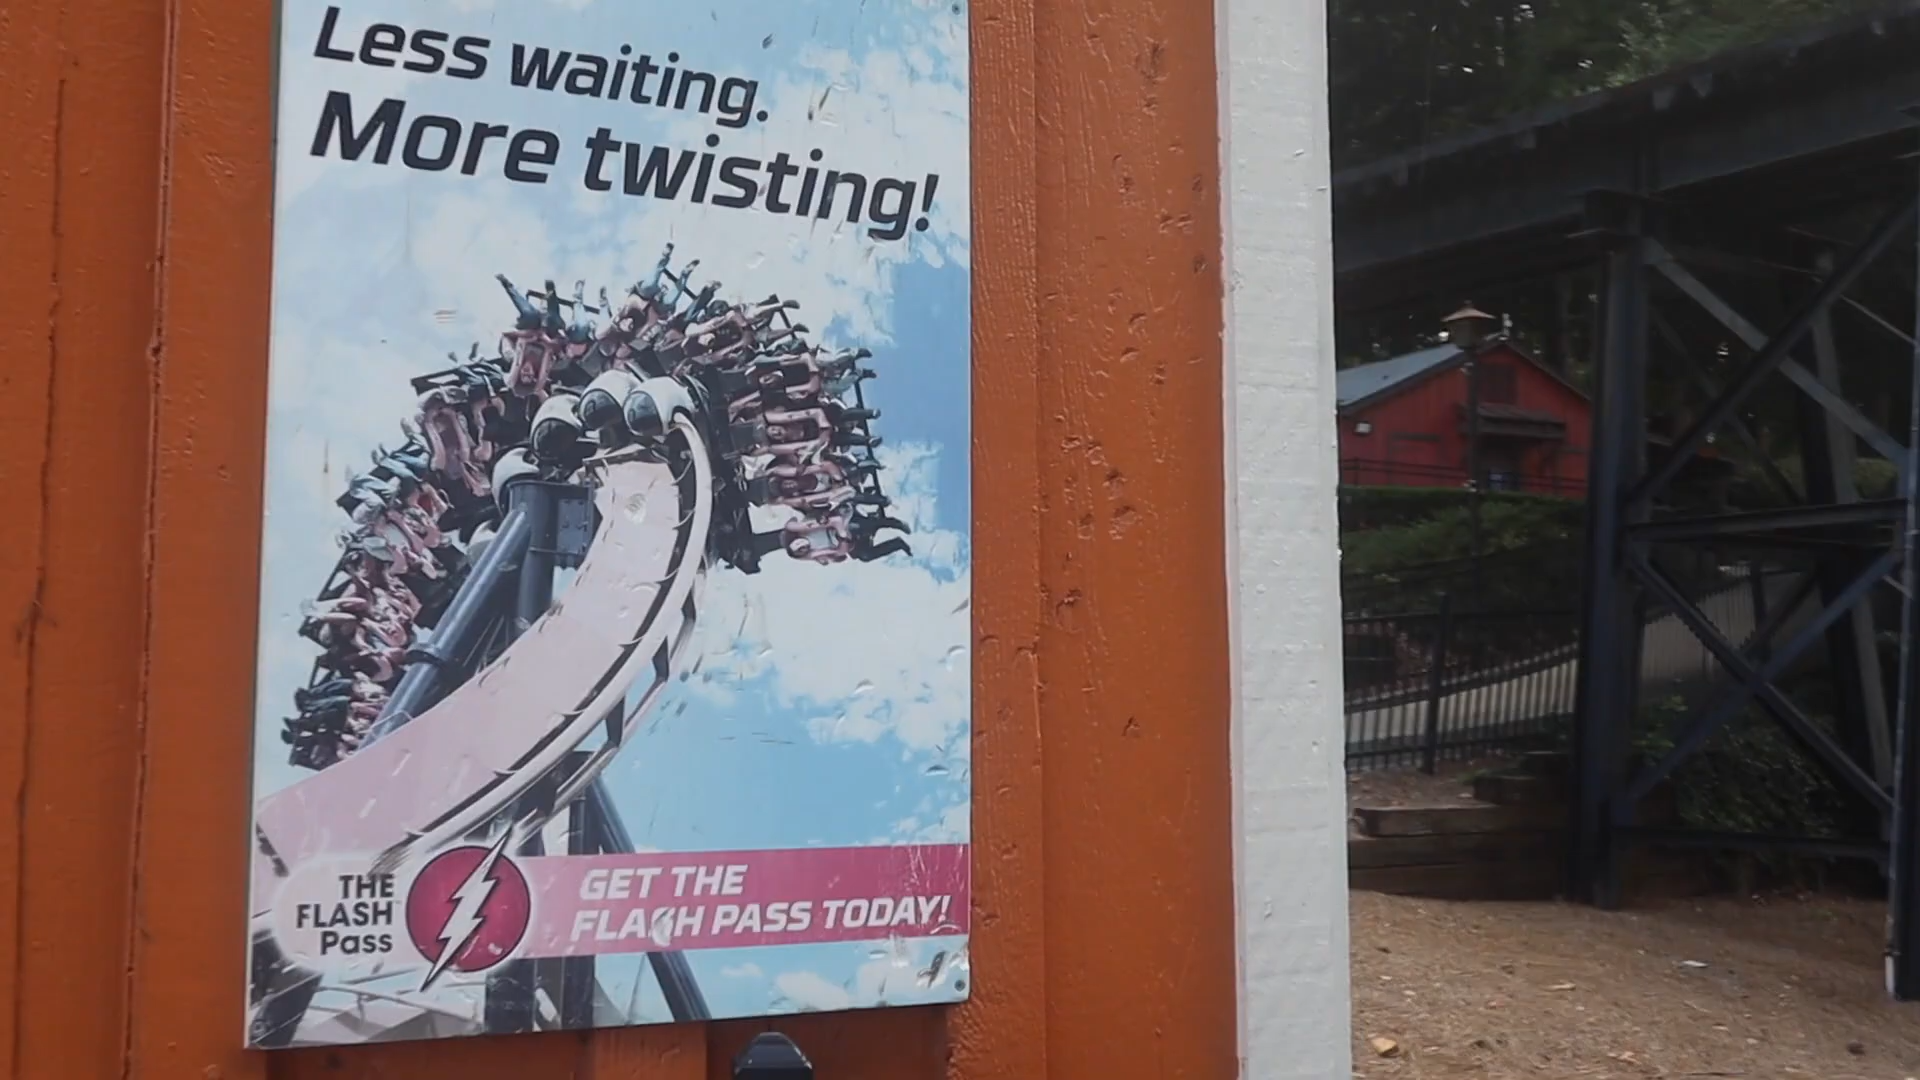 Less waiting.
More twisting!
THE
FLASH
Pass
GET THE
FLASH PASS TODAY!